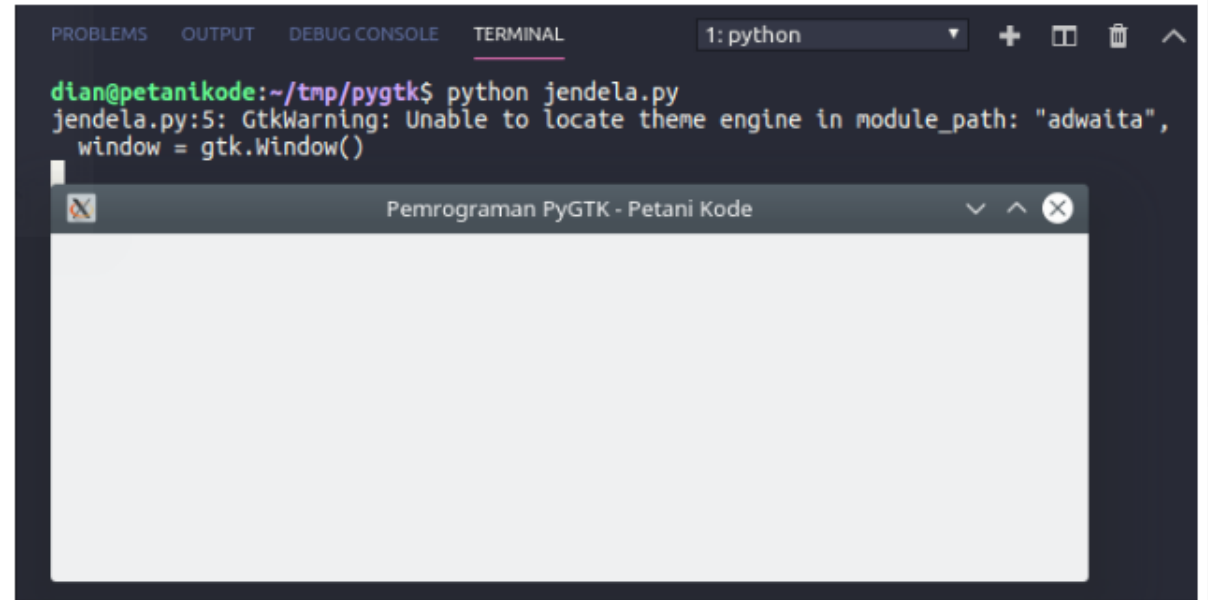 PROBLEMS OUTPUT DEBUG CONSOLE TERMINAL 1: python
dian@petanikode:~/tmp/pygtk$ python jendela.py
jendela.py:5: GtkWarning: Unable to locate theme engine in module_path: "adwaita",
window = gtk.Window()
Pemrograman PyGTK - Petani Kode